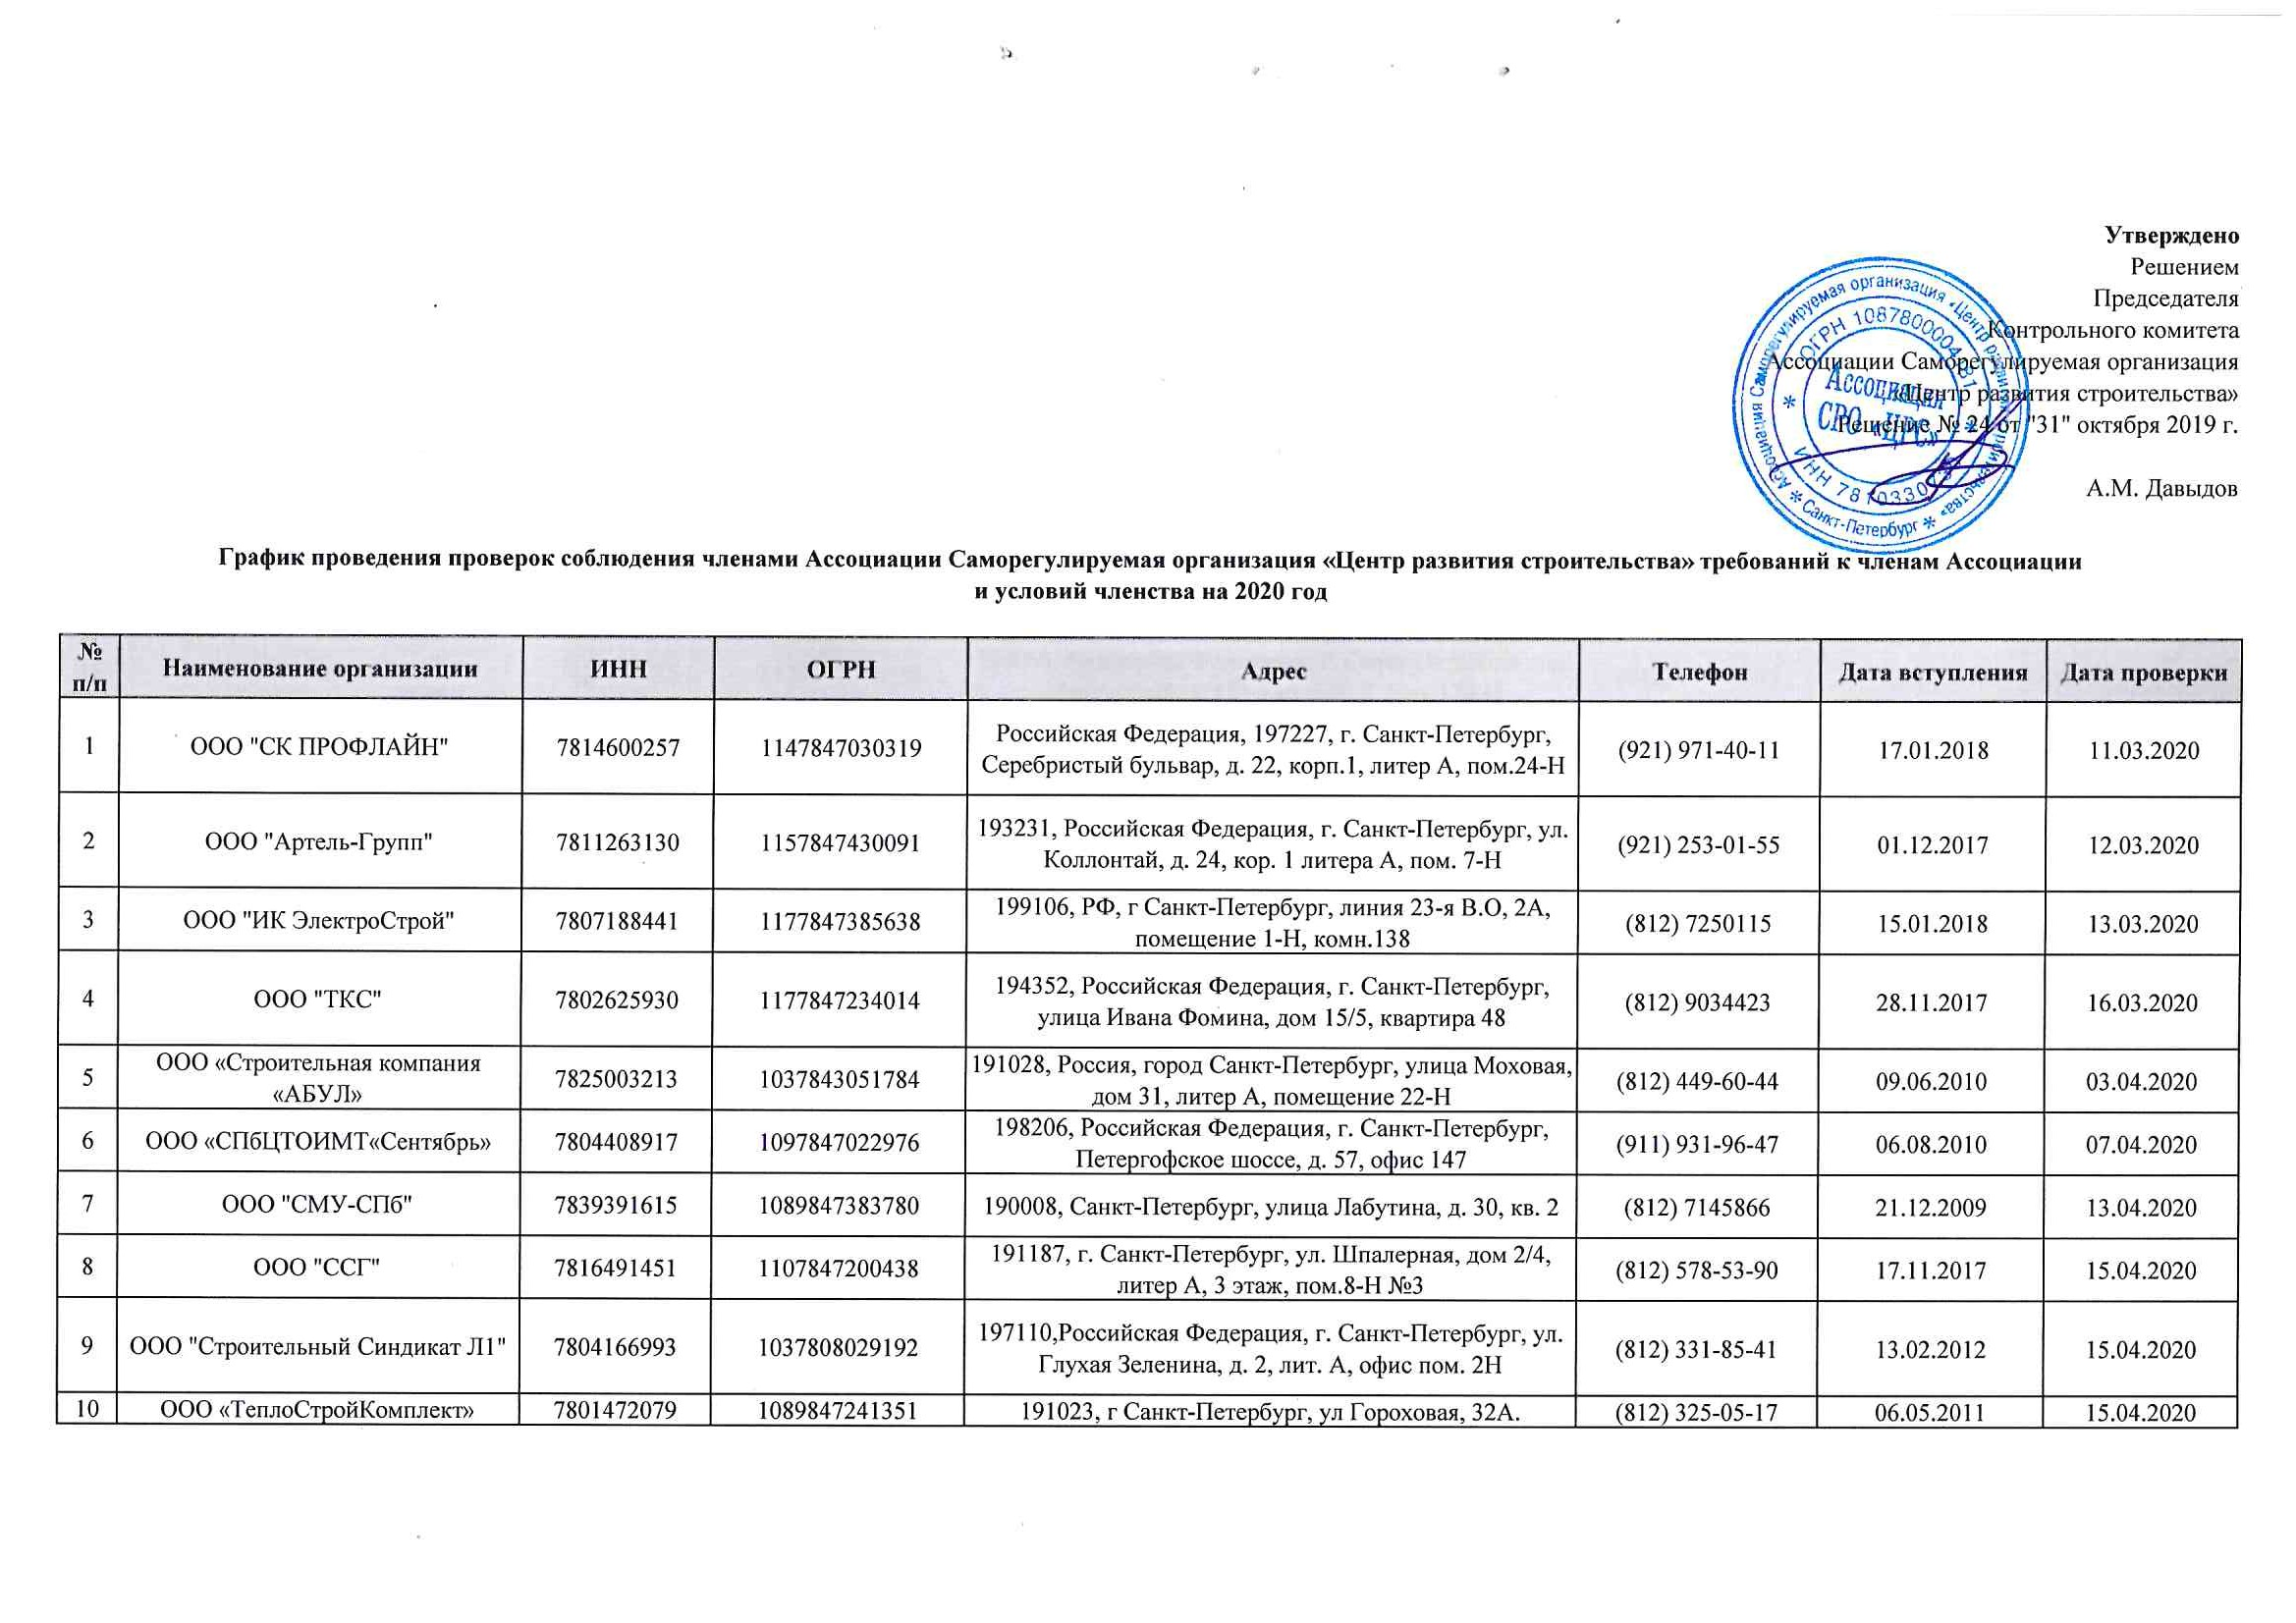 Утверждено
Решением
Председателя
Контрольного комитета
Ассоциации Саморегулируемая организация
«Центр развития строительства»
Решение № 24 от "31" октября 2019 г.
А.М. Давыдов
Ассоциация Саморегулируемая организация «Центр развития строительства» * Санкт-Петербург *
ОГРН
ИНН
Ассоциация
СРО «ЦРС»
График проведения проверок соблюдения членами Ассоциации Саморегулируемая организация «Центр развития строительства» требований к членам Ассоциации
и условий членства на 2020 год
№ п/п Наименование организации ИНН ОГРН Адрес Телефон Дата вступления Дата проверки
1 ООО "СК ПРОФЛАЙН" 7814600257 1147847030319 Российская Федерация, 197227, г. Санкт-Петербург, (921) 971-40-11 17.01.2018 11.03.2020
Серебристый бульвар, д. 22, корп.1, литер А, пом.24-Н
2 ООО "Артель-Групп" 7811263130 1157847430091 193231, Российская Федерация, г. Санкт-Петербург, ул. (921) 253-01-55 01.12.2017 12.03.2020
Коллонтай, д. 24, кор. 1 литера А, пом. 7-Н
3 ООО "ИК ЭлектроСтрой" 7807188441 1177847385638 199106, РФ, г Санкт-Петербург, линия 23-я В.О, 2А, (812) 7250115 15.01.2018 13.03.2020
помещение 1-Н, комн.138
4 ООО "ТКС" 7802625930 1177847234014 194352, Российская Федерация, г. Санкт-Петербург, (812) 9034423 28.11.2017 16.03.2020
улица Ивана Фомина, дом 15/5, квартира 48
5 ООО «Строительная компания 7825003213 1037843051784 191028, Россия, город Санкт-Петербург, улица Моховая, (812) 449-60-44 09.06.2010 03.04.2020
«АБУЛ» дом 31, литер А, помещение 22-Н
6 ООО «СПбЦТОИМТ«Сентябрь» 7804408917 1097847022976 198206, Российская Федерация, г. Санкт-Петербург, (911) 931-96-47 06.08.2010 07.04.2020
Петергофское шоссе, д. 57, офис 147
7 ООО "СМУ-СПб" 7839391615 1089847383780 190008, Санкт-Петербург, улица Лабутина, д. 30, кв. 2 (812) 7145866 21.12.2009 13.04.2020
8 ООО "ССГ" 7816491451 1107847200438 191187, г. Санкт-Петербург, ул. Шпалерная, дом 2/4, (812) 578-53-90 17.11.2017 15.04.2020
литер А, 3 этаж, пом.8-Н №3
9 ООО "Строительный Синдикат Л1" 7804166993 1037808029192 197110,Российская Федерация, г. Санкт-Петербург, ул. (812) 331-85-41 13.02.2012 15.04.2020
Глухая Зеленина, д. 2, лит. А, офис пом. 2Н
10 ООО «ТеплоСтройКомплект» 7801472079 1089847241351 191023, г Санкт-Петербург, ул Гороховая, 32А. (812) 325-05-17 06.05.2011 15.04.2020